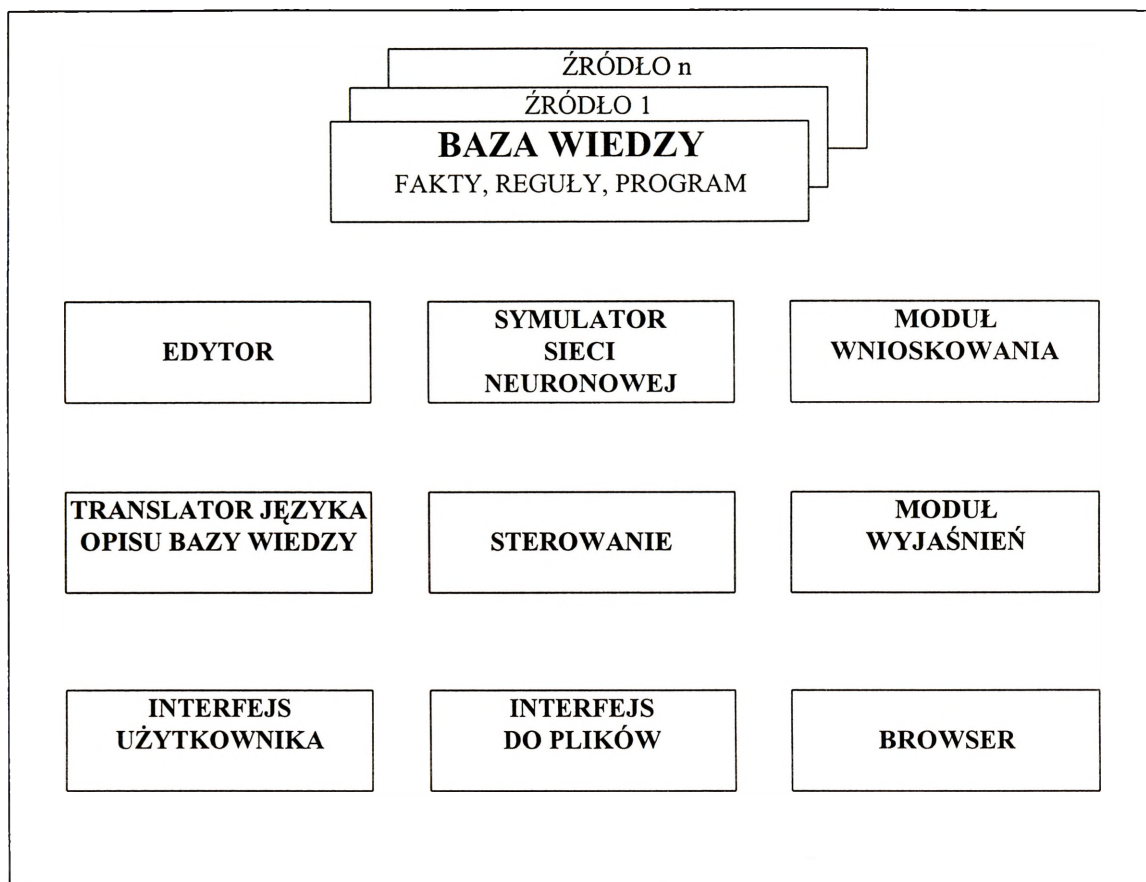 ŹRÓDŁO n
ŹRÓDŁO 1
BAZA WIEDZY
FAKTY, REGUŁY, PROGRAM
EDYTOR
SYMULATOR
SIECI
NEURONOWEJ
MODUŁ
WNIOSKOWANIA
TRANSLATOR JĘZYKA
OPISU BAZY WIEDZY
STEROWANIE
MODUŁ
WYJAŚNIEŃ
INTERFEJS
UŻYTKOWNIKA
INTERFEJS
DO PLIKÓW
BROWSER